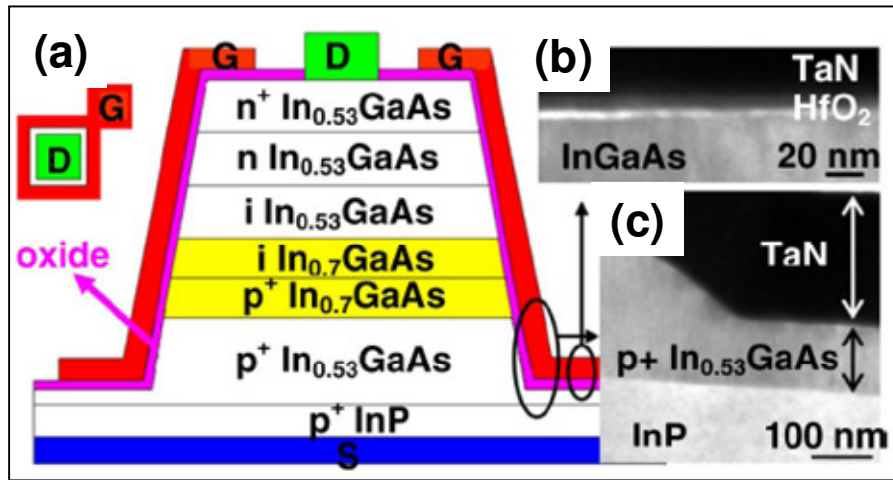 (a)
G
D
G
G
D
n⁺ In₀.₅₃GaAs
n In₀.₅₃GaAs
i In₀.₅₃GaAs
i In₀.₇GaAs
p⁺ In₀.₇GaAs
p⁺ In₀.₅₃GaAs
p⁺ InP
S
oxide
(b)
TaN
HfO₂
InGaAs
20 nm
(c)
TaN
p+ In₀.₅₃GaAs
InP
100 nm